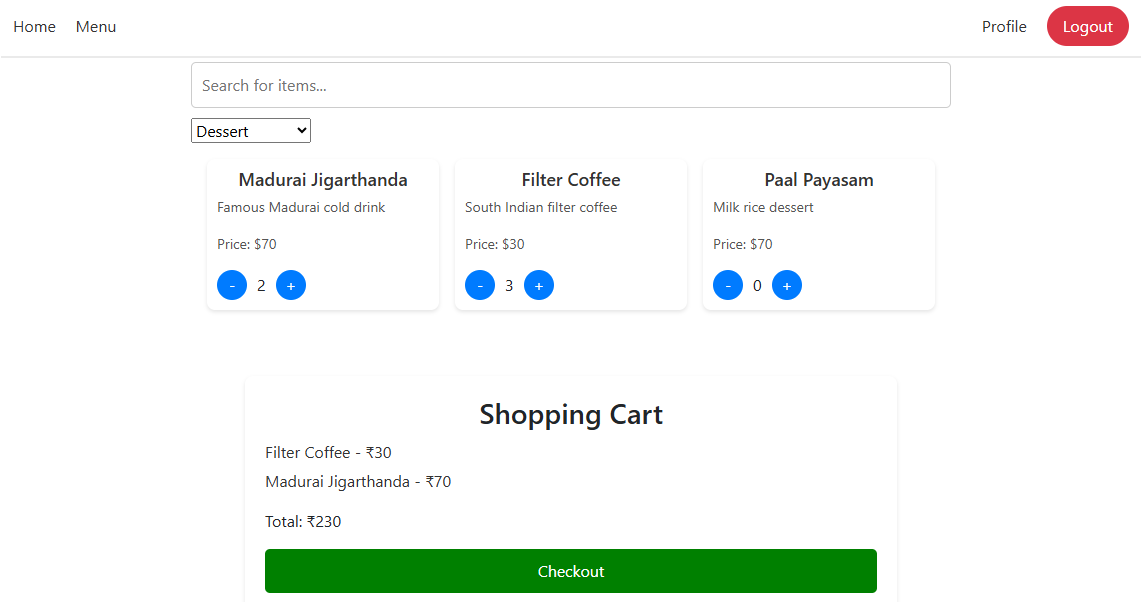 Home Menu Profile Logout
Search for items...
Dessert
Madurai Jigarthanda
Famous Madurai cold drink
Price: $70
- 2 +
Filter Coffee
South Indian filter coffee
Price: $30
- 3 +
Paal Payasam
Milk rice dessert
Price: $70
- 0 +
Shopping Cart
Filter Coffee - ₹30
Madurai Jigarthanda - ₹70
Total: ₹230
Checkout